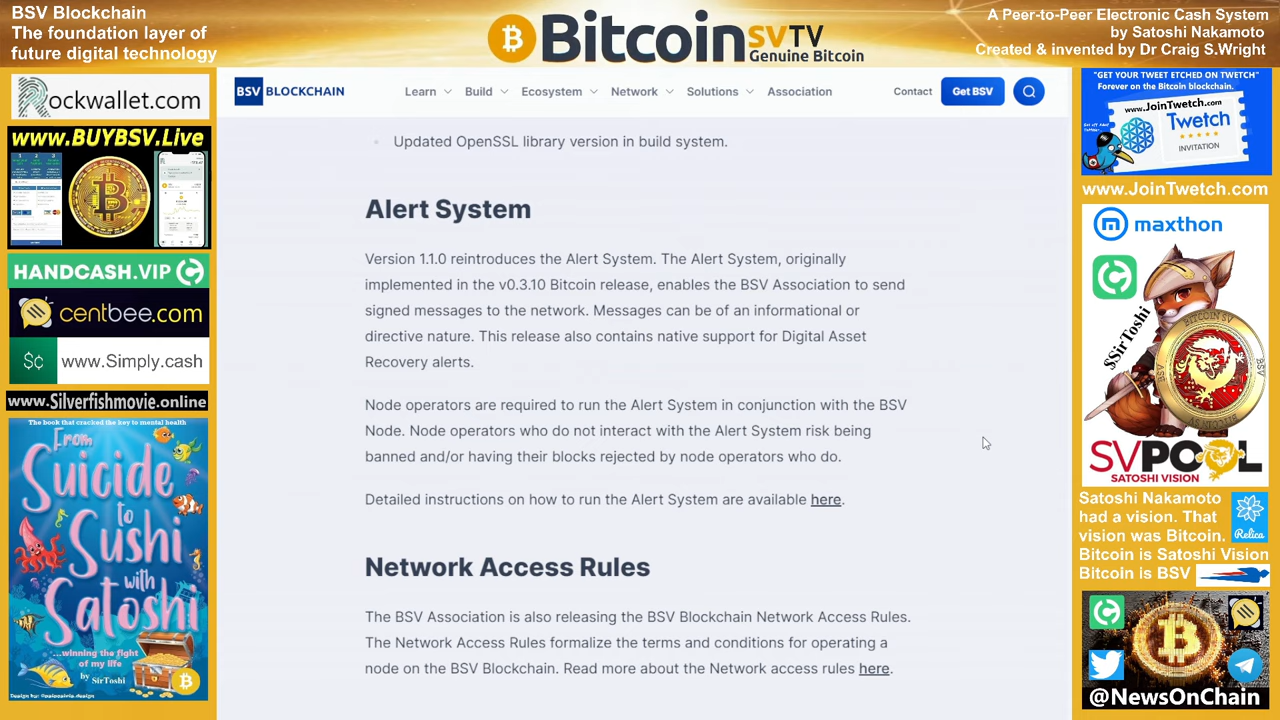 BSV Blockchain
The foundation layer of
future digital technology
Bitcoin SVTV
Genuine Bitcoin
A Peer-to-Peer Electronic Cash System
by Satoshi Nakamoto
Created & invented by Dr Craig S.Wright
Rockwallet.com
www.BUYBSV.Live
HANDCASH.VIP
centbee.com
$¢ www.Simply.cash
www.Silverfishmovie.online
The book that cracked the key to mental health
From
Suicide
to
Sushi
with
Satoshi
...winning the fight
of my life
by SirToshi
BSV BLOCKCHAIN
Learn Build Ecosystem Network Solutions Association
Contact Get BSV
Updated OpenSSL library version in build system.
Alert System
Version 1.1.0 reintroduces the Alert System. The Alert System, originally
implemented in the v0.3.10 Bitcoin release, enables the BSV Association to send
signed messages to the network. Messages can be of an informational or
directive nature. This release also contains native support for Digital Asset
Recovery alerts.
Node operators are required to run the Alert System in conjunction with the BSV
Node. Node operators who do not interact with the Alert System risk being
banned and/or having their blocks rejected by node operators who do.
Detailed instructions on how to run the Alert System are available here.
Network Access Rules
The BSV Association is also releasing the BSV Blockchain Network Access Rules.
The Network Access Rules formalize the terms and conditions for operating a
node on the BSV Blockchain. Read more about the Network access rules here.
"GET YOUR TWEET ETCHED ON TWETCH"
Forever on the Bitcoin blockchain.
www.JoinTwetch.com
Twetch
INVITATION
www.JoinTwetch.com
maxthon
$SirToshi
BITCOIN SV
BSV
SVPOOL
SATOSHI VISION
Satoshi Nakamoto
had a vision. That
vision was Bitcoin.
Relica
Bitcoin is Satoshi Vision
Bitcoin is BSV
@NewsOnChain